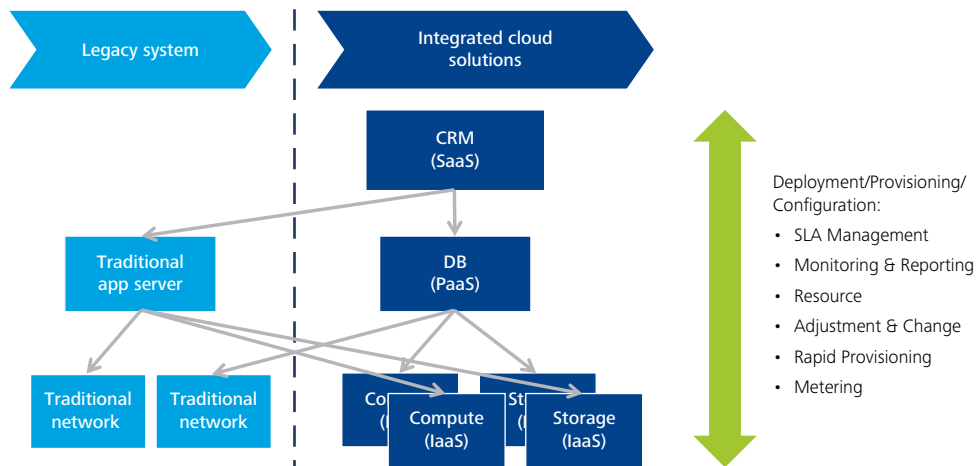 Legacy system
Integrated cloud
solutions
CRM
(SaaS)
Deployment/Provisioning/
Configuration:
• SLA Management
• Monitoring & Reporting
• Resource
• Adjustment & Change
• Rapid Provisioning
• Metering
Traditional
app server
DB
(PaaS)
Traditional
network
Traditional
network
Compute
(IaaS)
Storage
(IaaS)